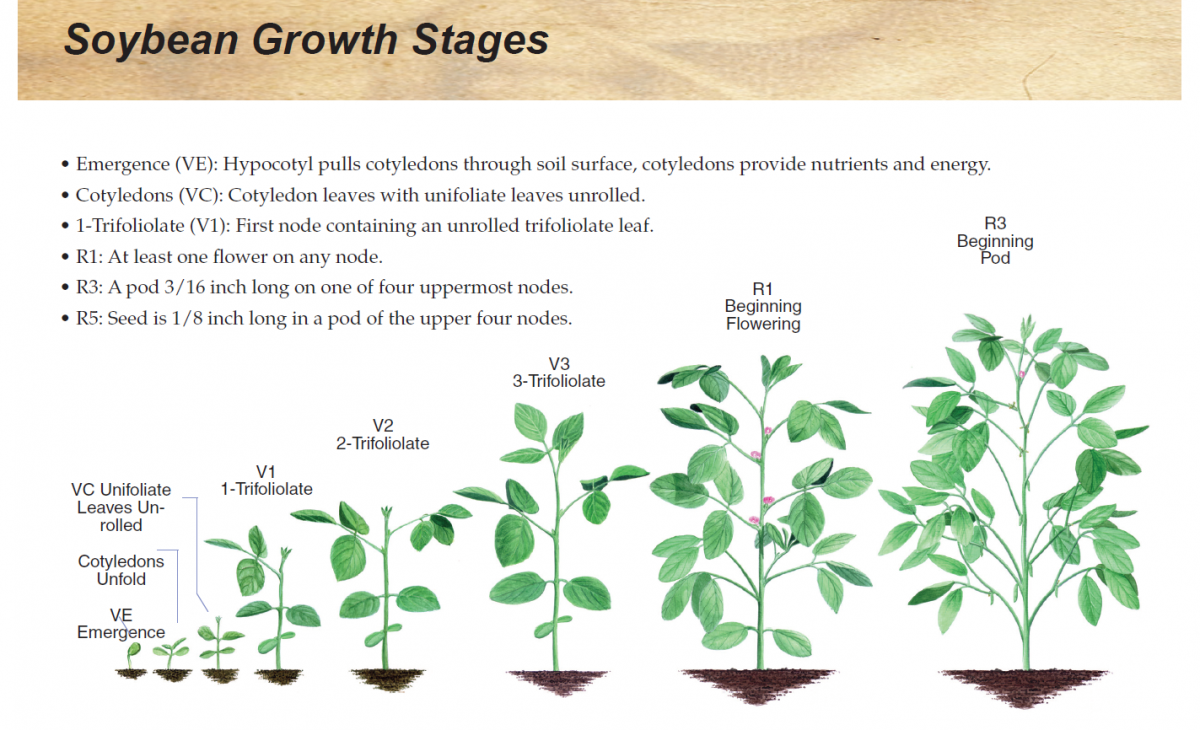 Soybean Growth Stages
• Emergence (VE): Hypocotyl pulls cotyledons through soil surface, cotyledons provide nutrients and energy.
• Cotyledons (VC): Cotyledon leaves with unifoliate leaves unrolled.
• 1-Trifoliolate (V1): First node containing an unrolled trifoliolate leaf.
• R1: At least one flower on any node.
• R3: A pod 3/16 inch long on one of four uppermost nodes.
• R5: Seed is 1/8 inch long in a pod of the upper four nodes.
VE
Emergence
Cotyledons
Unfold
VC Unifoliate
Leaves Un-
rolled
V1
1-Trifoliolate
V2
2-Trifoliolate
V3
3-Trifoliolate
R1
Beginning
Flowering
R3
Beginning
Pod